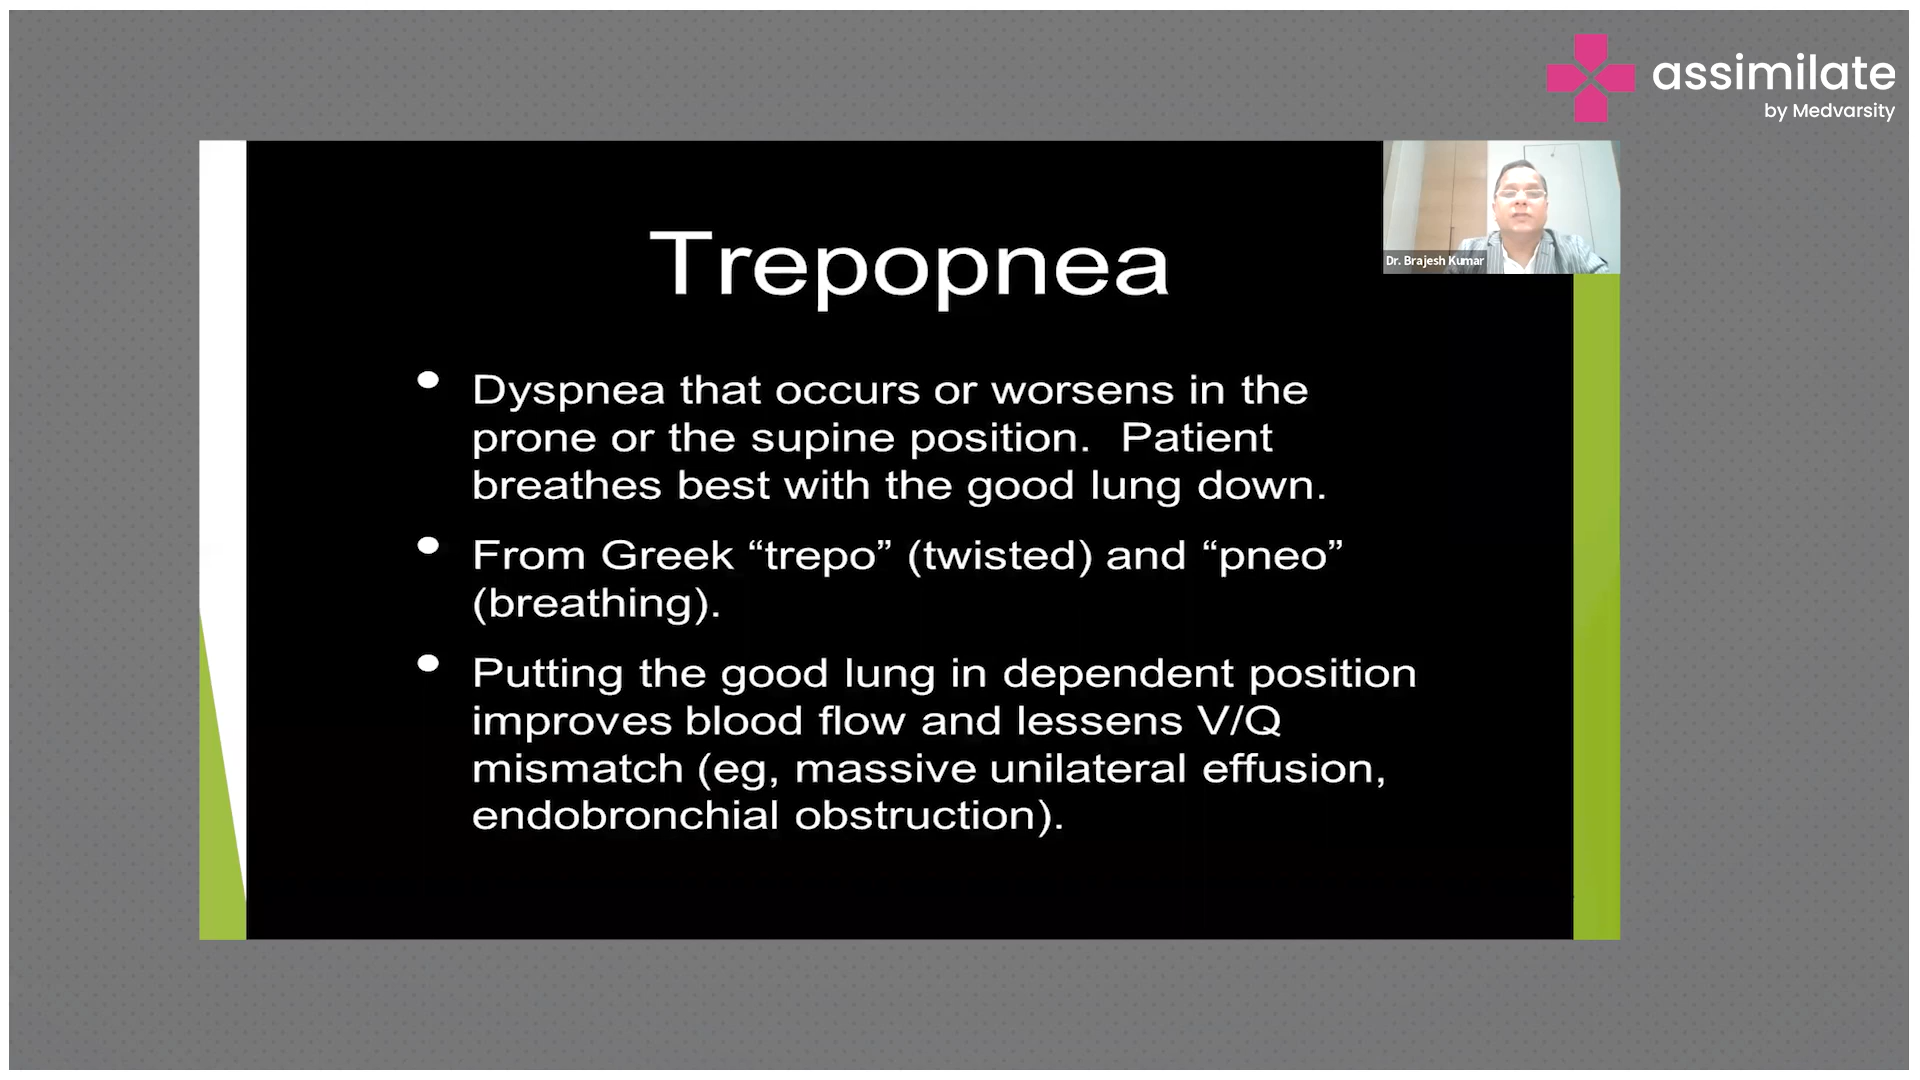 assimilate
by Medvarsity
Dr. Brajesh Kumar
Trepopnea
• Dyspnea that occurs or worsens in the
prone or the supine position.  Patient
breathes best with the good lung down.
• From Greek “trepo” (twisted) and “pneo”
(breathing).
• Putting the good lung in dependent position
improves blood flow and lessens V/Q
mismatch (eg, massive unilateral effusion,
endobronchial obstruction).